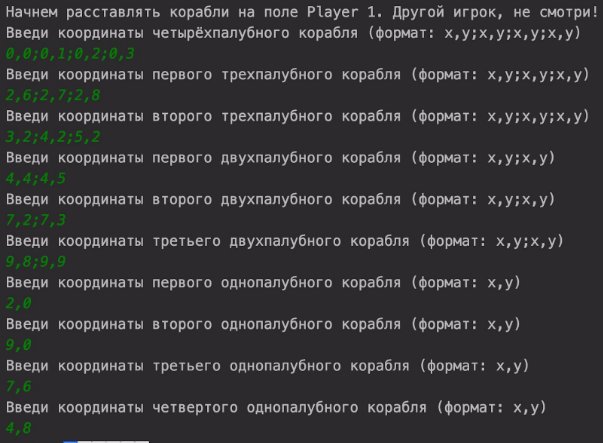 Начнем расставлять корабли на поле Player 1. Другой игрок, не смотри!
Введи координаты четырёхпалубного корабля (формат: x,y;x,y;x,y;x,y)
0,0;0,1;0,2;0,3
Введи координаты первого трехпалубного корабля (формат: x,y;x,y;x,y)
2,6;2,7;2,8
Введи координаты второго трехпалубного корабля (формат: x,y;x,y;x,y)
3,2;4,2;5,2
Введи координаты первого двухпалубного корабля (формат: x,y;x,y)
4,4;4,5
Введи координаты второго двухпалубного корабля (формат: x,y;x,y)
7,2;7,3
Введи координаты третьего двухпалубного корабля (формат: x,y;x,y)
9,8;9,9
Введи координаты первого однопалубного корабля (формат: x,y)
2,0
Введи координаты второго однопалубного корабля (формат: x,y)
9,0
Введи координаты третьего однопалубного корабля (формат: x,y)
7,6
Введи координаты четвертого однопалубного корабля (формат: x,y)
4,8